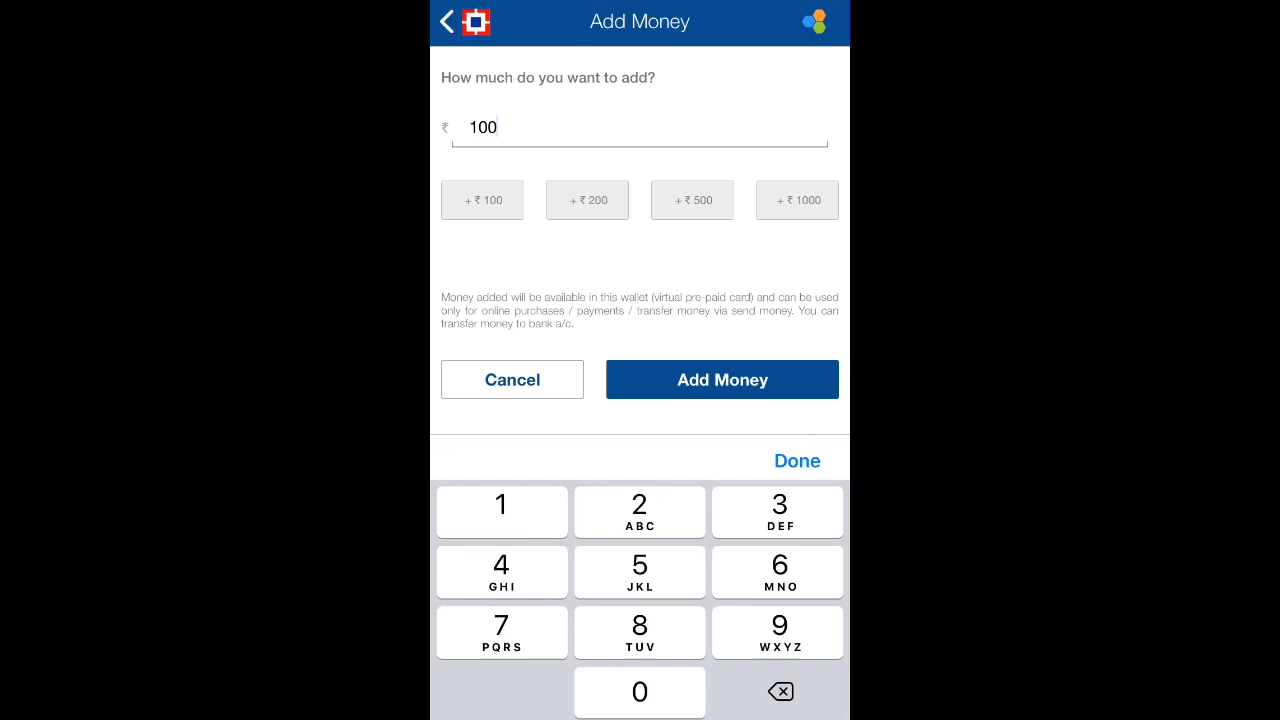 Add Money
How much do you want to add?
₹ 100
+ ₹ 100 + ₹ 200 + ₹ 500 + ₹ 1000
Money added will be available in this wallet (virtual pre-paid card) and can be used
only for online purchases / payments / transfer money via send money. You can
transfer money to bank a/c.
Cancel Add Money
Done
1 2 3
ABC DEF
4 5 6
GHI JKL MNO
7 8 9
PQRS TUV WXYZ
0